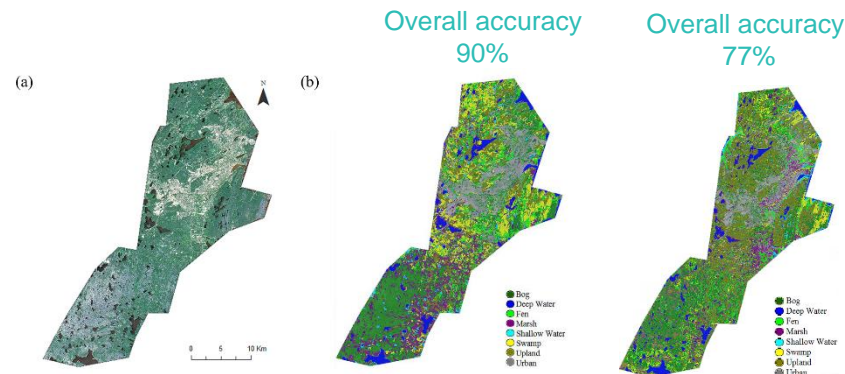 Overall accuracy
90%
Overall accuracy
77%
(a)
N
(b)
0 5 10 Km
Bog
Deep Water
Fen
Marsh
Shallow Water
Swamp
Upland
Urban
Bog
Deep Water
Fen
Marsh
Shallow Water
Swamp
Upland
Urban